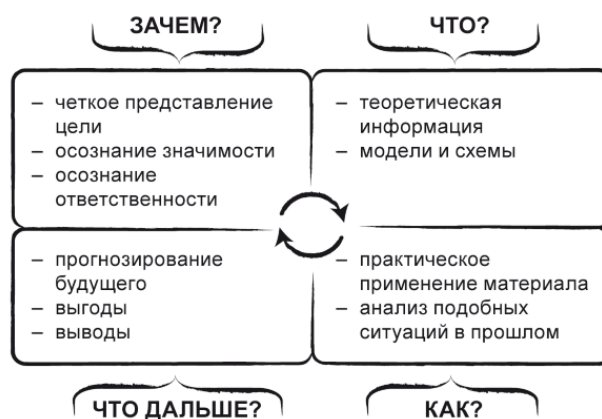 ЗАЧЕМ?
– четкое представление
цели
– осознание значимости
– осознание
ответственности
ЧТО?
– теоретическая
информация
– модели и схемы
– прогнозирование
будущего
– выгоды
– выводы
ЧТО ДАЛЬШЕ?
– практическое
применение материала
– анализ подобных
ситуаций в прошлом
КАК?